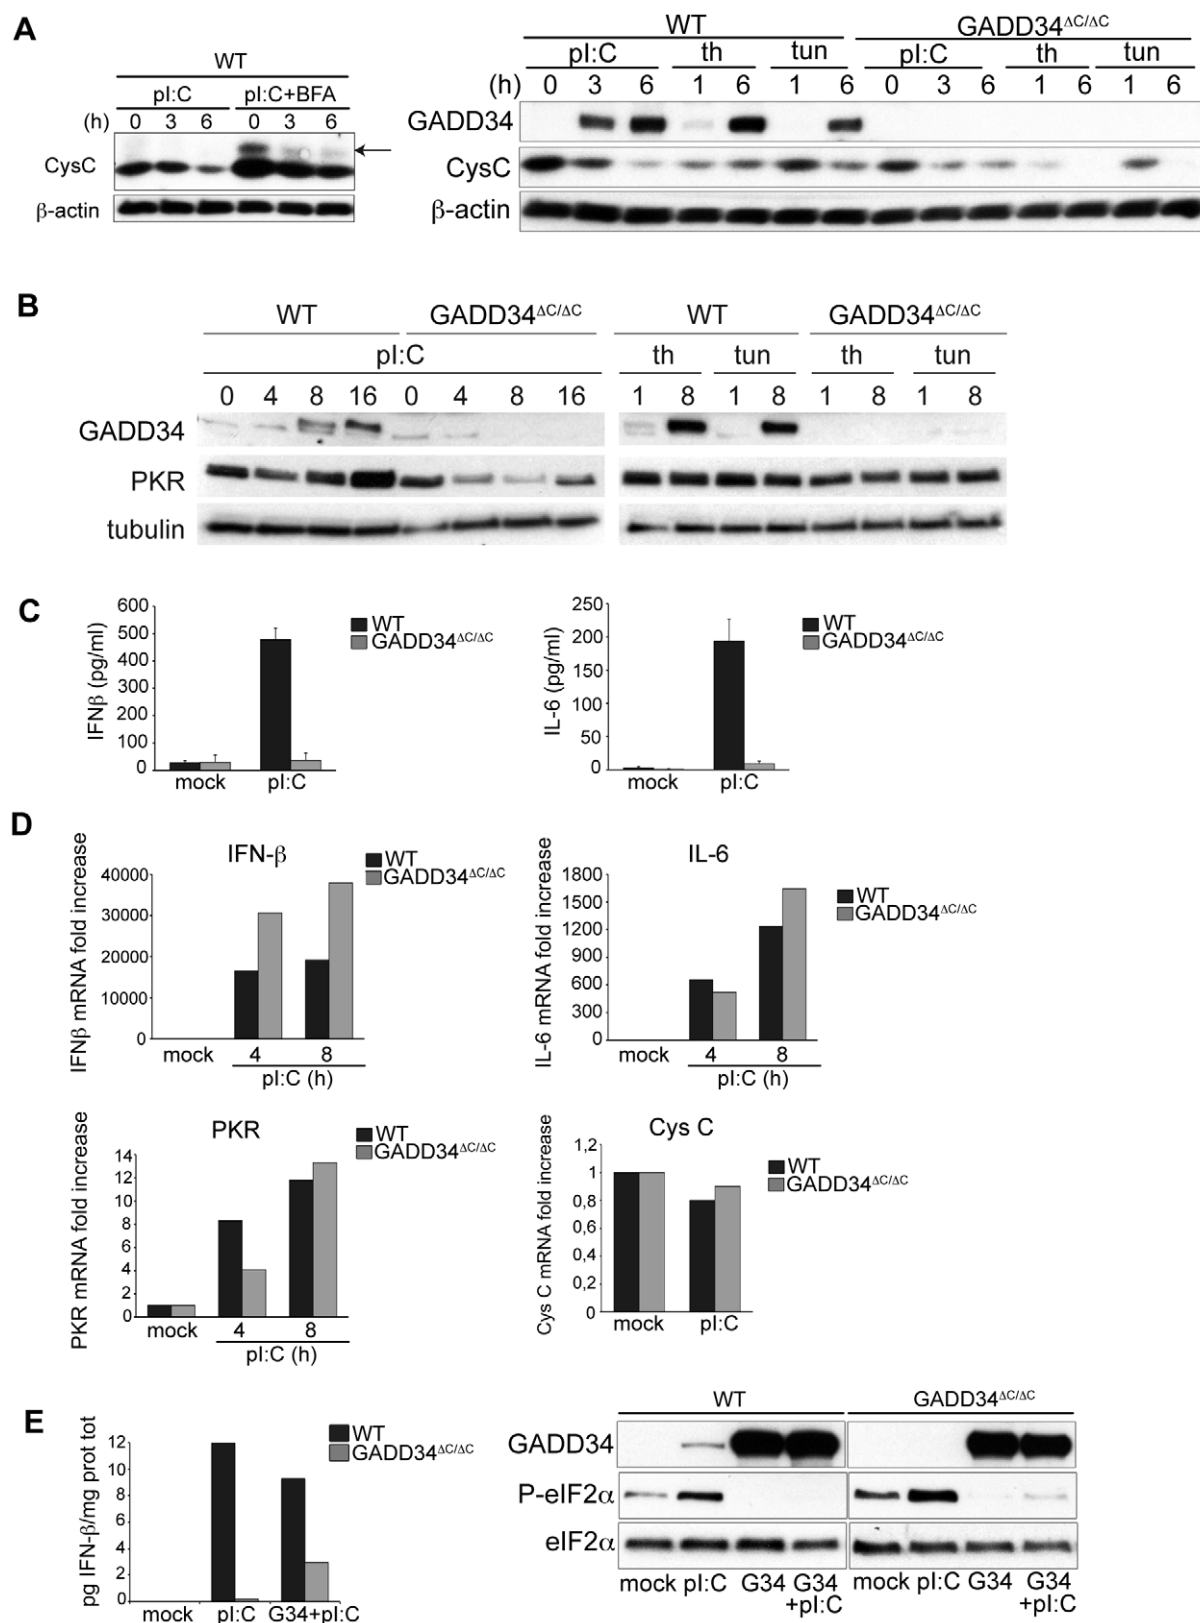 A
WT
pI:C pI:C+BFA
(h) 0 3 6 0 3 6
CysC
β-actin
WT GADD34ΔC/ΔC
pI:C th tun pI:C th tun
(h) 0 3 6 1 6 1 6 0 3 6 1 6 1 6
GADD34
CysC
β-actin
B
WT GADD34ΔC/ΔC WT GADD34ΔC/ΔC
pI:C th tun th tun
0 4 8 16 0 4 8 16 1 8 1 8 1 8 1 8
GADD34
PKR
tubulin
C
IFNβ (pg/ml)
600
500
400
300
200
100
0
mock pI:C
WT
GADD34ΔC/ΔC
IL-6 (pg/ml)
250
200
150
100
50
0
mock pI:C
WT
GADD34ΔC/ΔC
D
IFN-β
IFNβ mRNA fold increase
40000
30000
20000
10000
0
mock 4 8
pI:C (h)
WT
GADD34ΔC/ΔC
IL-6
IL-6 mRNA fold increase
1800
1500
1200
900
600
300
0
mock 4 8
pI:C (h)
WT
GADD34ΔC/ΔC
PKR
PKR mRNA fold increase
14
12
10
8
6
4
2
0
mock 4 8
pI:C (h)
WT
GADD34ΔC/ΔC
Cys C
Cys C mRNA fold increase
1,2
1
0,8
0,6
0,4
0,2
0
mock pI:C
WT
GADD34ΔC/ΔC
E
pg IFN-β/mg prot tot
12
10
8
6
4
2
0
mock pI:C G34+pI:C
WT
GADD34ΔC/ΔC
WT GADD34ΔC/ΔC
GADD34
P-eIF2α
eIF2α
mock pI:C G34 G34 mock pI:C G34 G34
+pI:C +pI:C